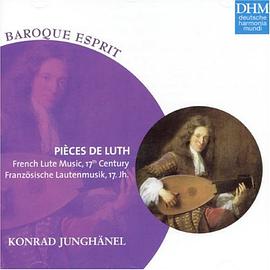 BAROQUE ESPRIT
DHM
deutsche
harmonia
mundi
PIÈCES DE LUTH
French Lute Music, 17th Century
Französische Lautenmusik, 17. Jh.
KONRAD JUNGHÄNEL